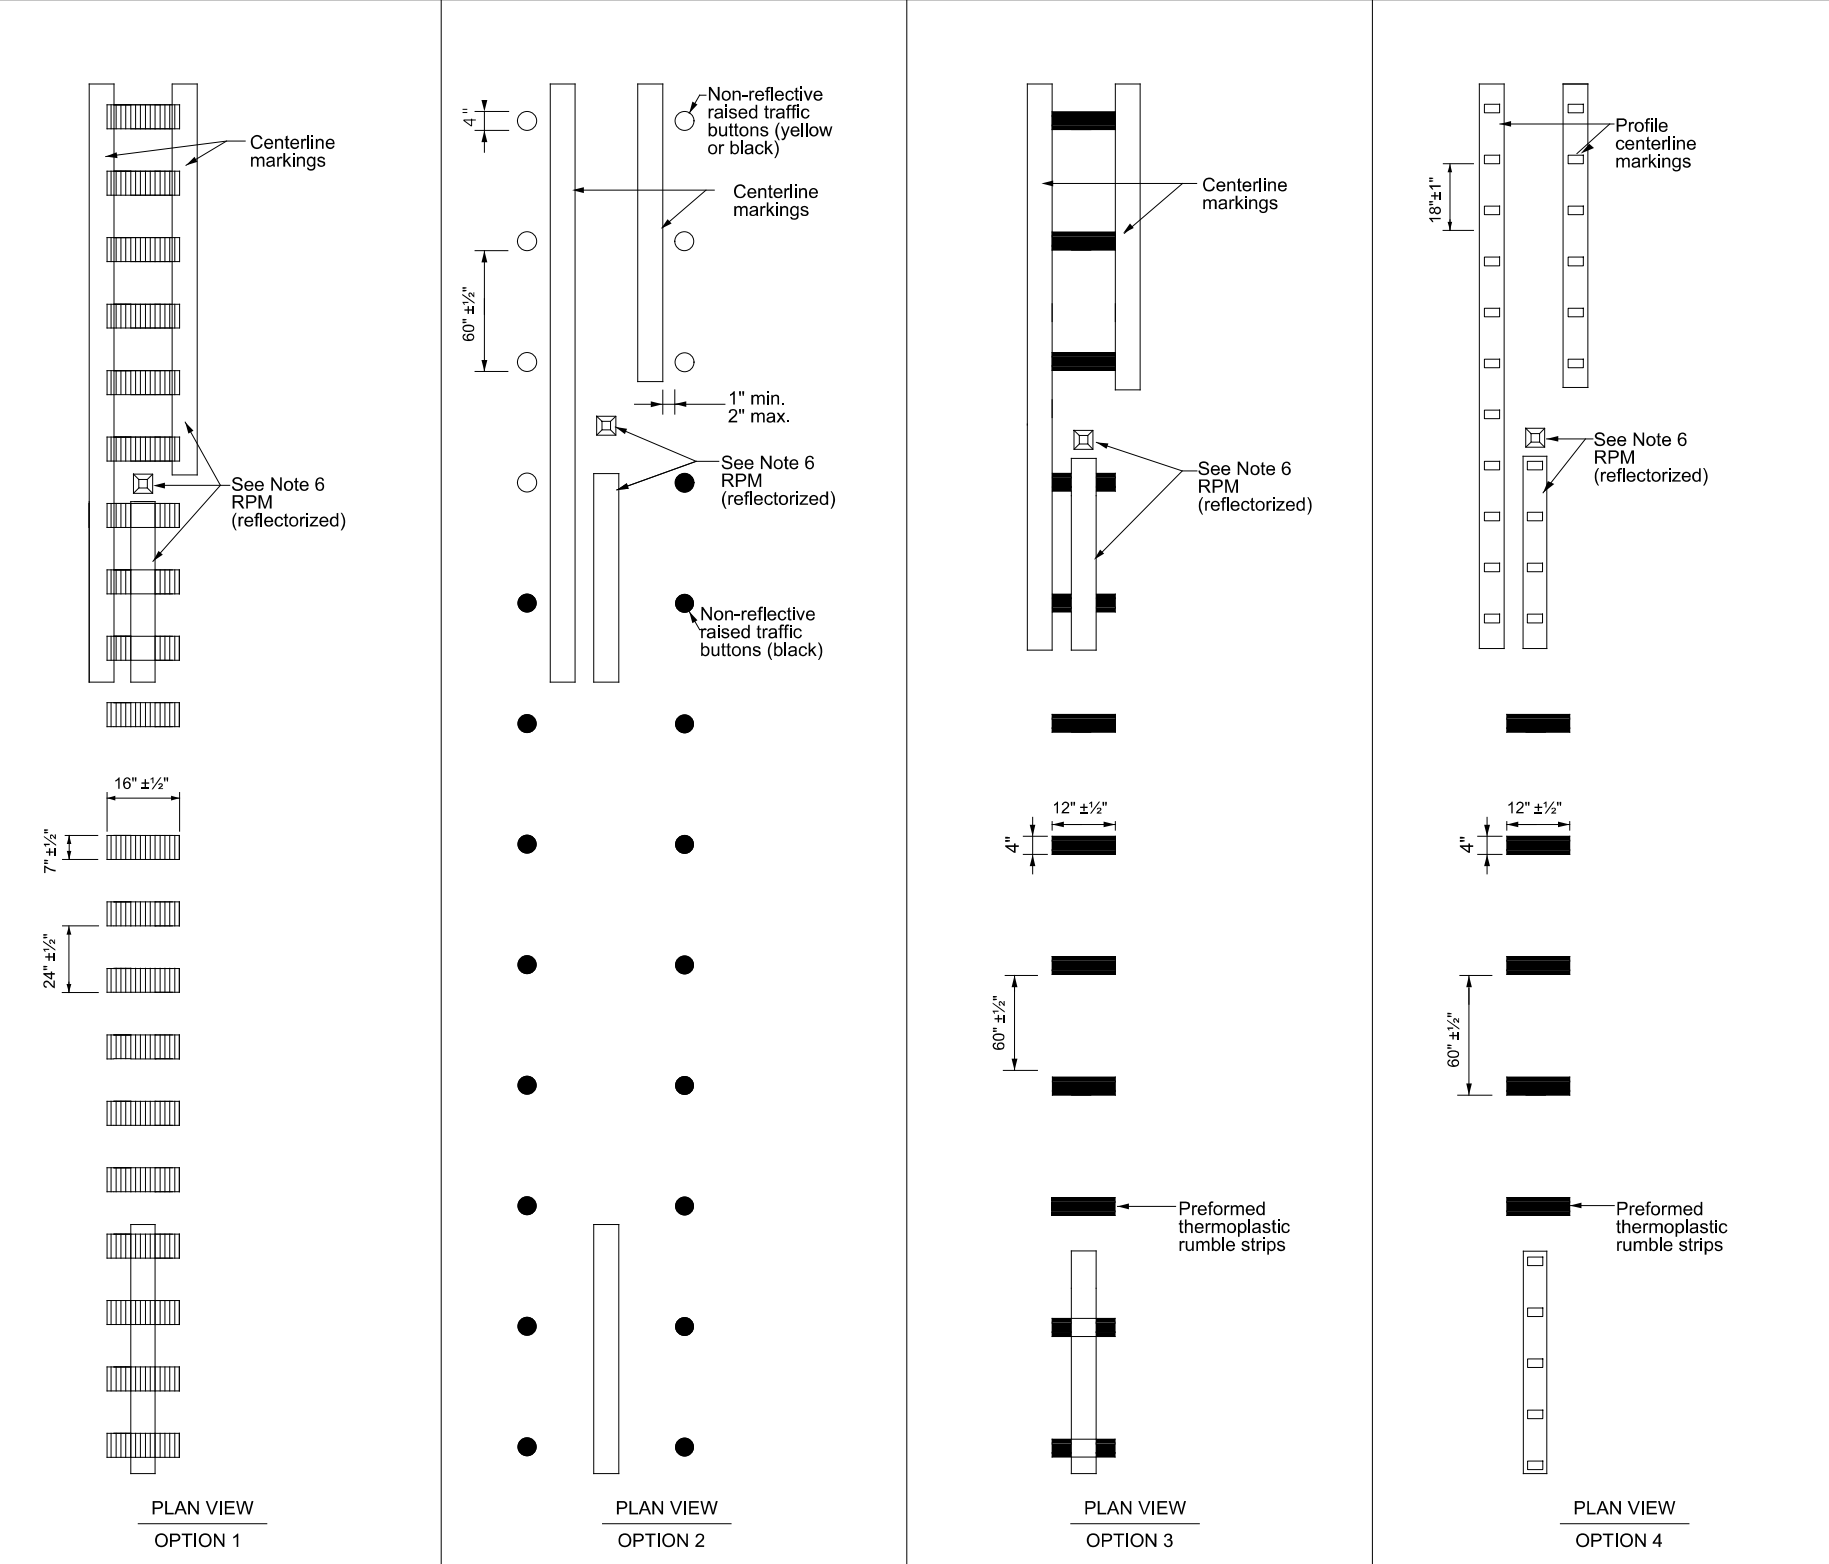 Centerline
markings
See Note 6
RPM
(reflectorized)
16" ±½"
7" ±½"
24" ±½"
PLAN VIEW
OPTION 1
4"
Non-reflective
raised traffic
buttons (yellow
or black)
Centerline
markings
60" ±½"
1" min.
2" max.
See Note 6
RPM
(reflectorized)
Non-reflective
raised traffic
buttons (black)
PLAN VIEW
OPTION 2
Centerline
markings
See Note 6
RPM
(reflectorized)
12" ±½"
4"
60" ±½"
Preformed
thermoplastic
rumble strips
PLAN VIEW
OPTION 3
Profile
centerline
markings
18"±1"
See Note 6
RPM
(reflectorized)
12" ±½"
4"
60" ±½"
Preformed
thermoplastic
rumble strips
PLAN VIEW
OPTION 4